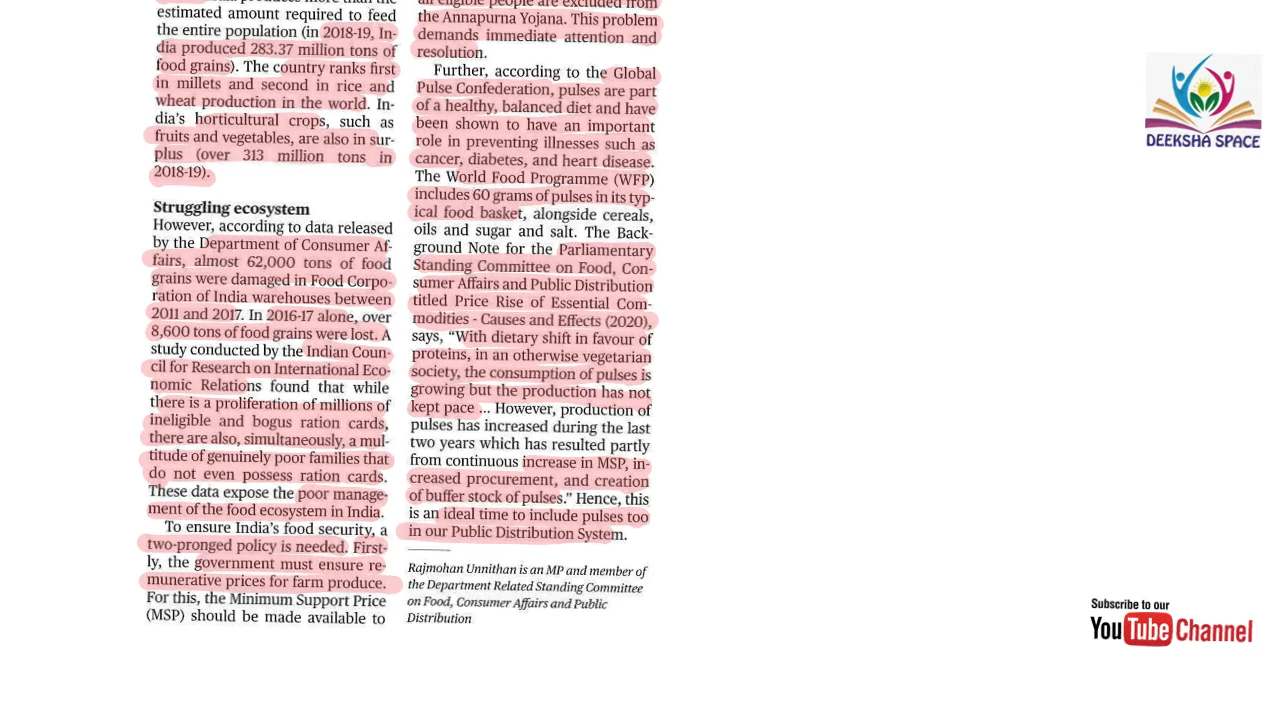 estimated amount required to feed
the entire population (in 2018-19, In-
dia produced 283.37 million tons of
food grains). The country ranks first
in millets and second in rice and
wheat production in the world. In-
dia's horticultural crops, such as
fruits and vegetables, are also in sur-
plus (over 313 million tons in
2018-19).
Struggling ecosystem
However, according to data released
by the Department of Consumer Af-
fairs, almost 62,000 tons of food
grains were damaged in Food Corpo-
ration of India warehouses between
2011 and 2017. In 2016-17 alone, over
8,600 tons of food grains were lost. A
study conducted by the Indian Coun-
cil for Research on International Eco-
nomic Relations found that while
there is a proliferation of millions of
ineligible and bogus ration cards,
there are also, simultaneously, a mul-
titude of genuinely poor families that
do not even possess ration cards.
These data expose the poor manage-
ment of the food ecosystem in India.
To ensure India's food security, a
two-pronged policy is needed. First-
ly, the government must ensure re-
munerative prices for farm produce.
For this, the Minimum Support Price
(MSP) should be made available to
all eligible people are excluded from
the Annapurna Yojana. This problem
demands immediate attention and
resolution.
Further, according to the Global
Pulse Confederation, pulses are part
of a healthy, balanced diet and have
been shown to have an important
role in preventing illnesses such as
cancer, diabetes, and heart disease.
The World Food Programme (WFP)
includes 60 grams of pulses in its typ-
ical food basket, alongside cereals,
oils and sugar and salt. The Back-
ground Note for the Parliamentary
Standing Committee on Food, Con-
sumer Affairs and Public Distribution
titled Price Rise of Essential Com-
modities - Causes and Effects (2020),
says, “With dietary shift in favour of
proteins, in an otherwise vegetarian
society, the consumption of pulses is
growing but the production has not
kept pace ... However, production of
pulses has increased during the last
two years which has resulted partly
from continuous increase in MSP, in-
creased procurement, and creation
of buffer stock of pulses.” Hence, this
is an ideal time to include pulses too
in our Public Distribution System.
Rajmohan Unnithan is an MP and member of
the Department Related Standing Committee
on Food, Consumer Affairs and Public
Distribution
DEEKSHA SPACE
Subscribe to our
YouTube Channel